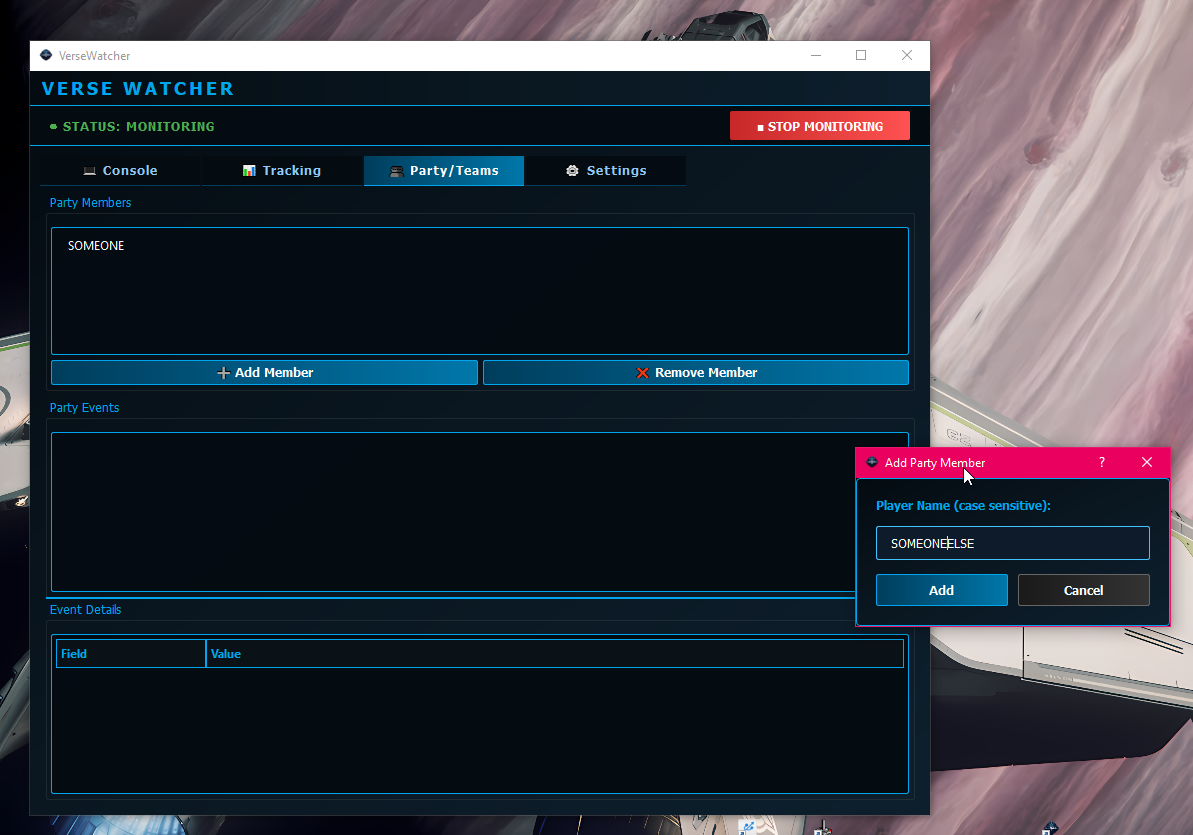 VerseWatcher
VERSE WATCHER
STATUS: MONITORING
STOP MONITORING
Console
Tracking
Party/Teams
Settings
Party Members
SOMEONE
Add Member
Remove Member
Party Events
Add Party Member
?
Player Name (case sensitive):
SOMEONEELSE
Add
Cancel
Event Details
Field
Value